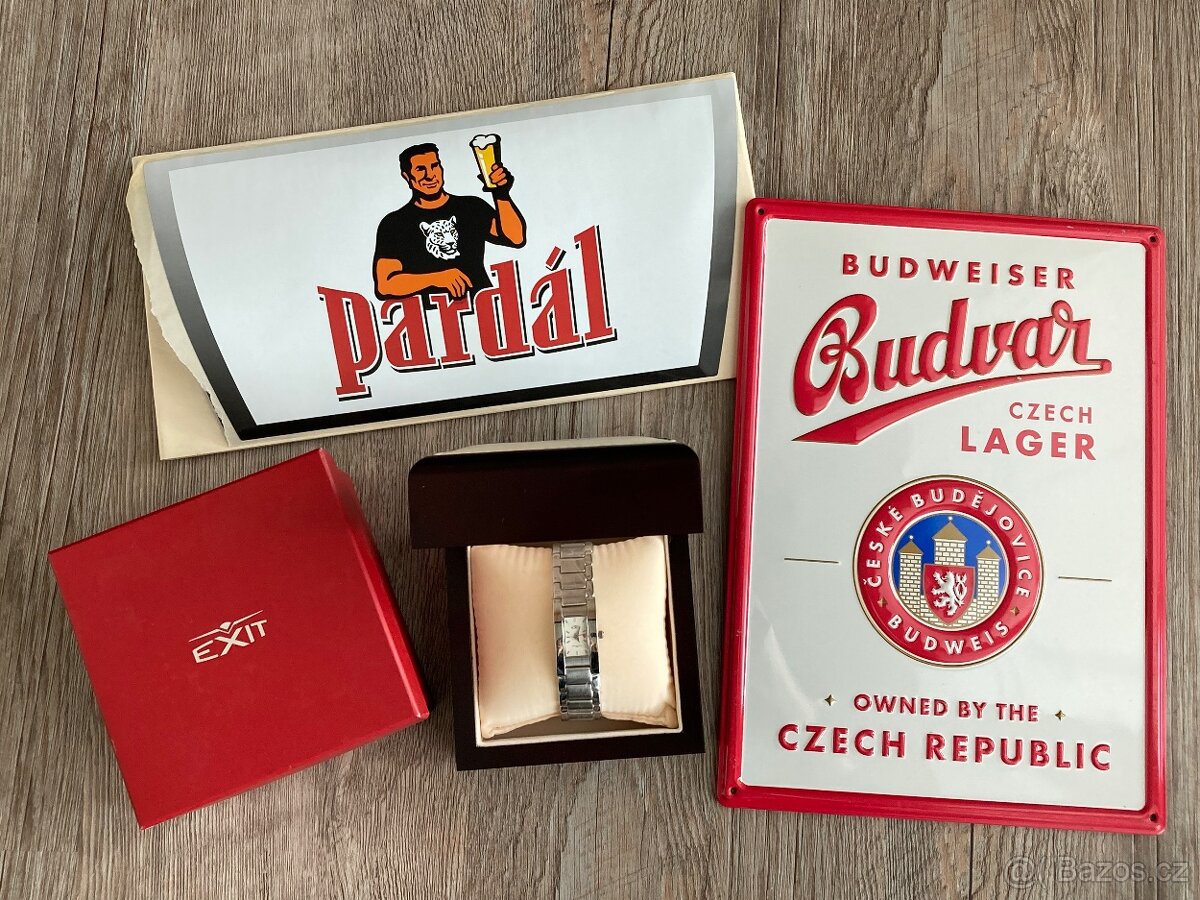 pardál
BUDWEISER
Budvar
CZECH
LAGER
ČESKÉ BUDĚJOVICE
BUDWEIS
OWNED BY THE
CZECH REPUBLIC
EXIT
@ Bazos.cz